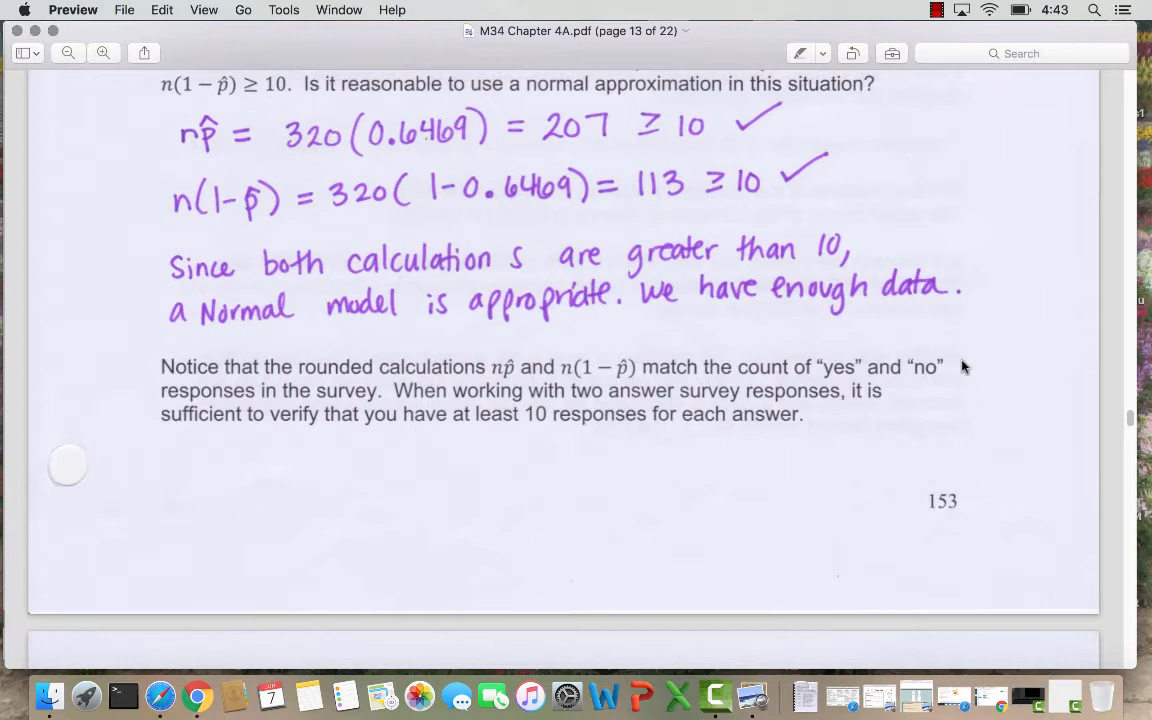 Preview File Edit View Go Tools Window Help 4:43
M34 Chapter 4A.pdf (page 13 of 22)
Search
n(1 − p̂) ≥ 10. Is it reasonable to use a normal approximation in this situation?
np̂ = 320(0.6469) = 207 ≥ 10 ✓
n(1-p̂) = 320( 1-0.6469) = 113 ≥ 10 ✓
Since both calculation s are greater than 10,
a Normal model is appropriate. We have enough data.
Notice that the rounded calculations np̂ and n(1 − p̂) match the count of “yes” and “no”
responses in the survey. When working with two answer survey responses, it is
sufficient to verify that you have at least 10 responses for each answer.
153
7